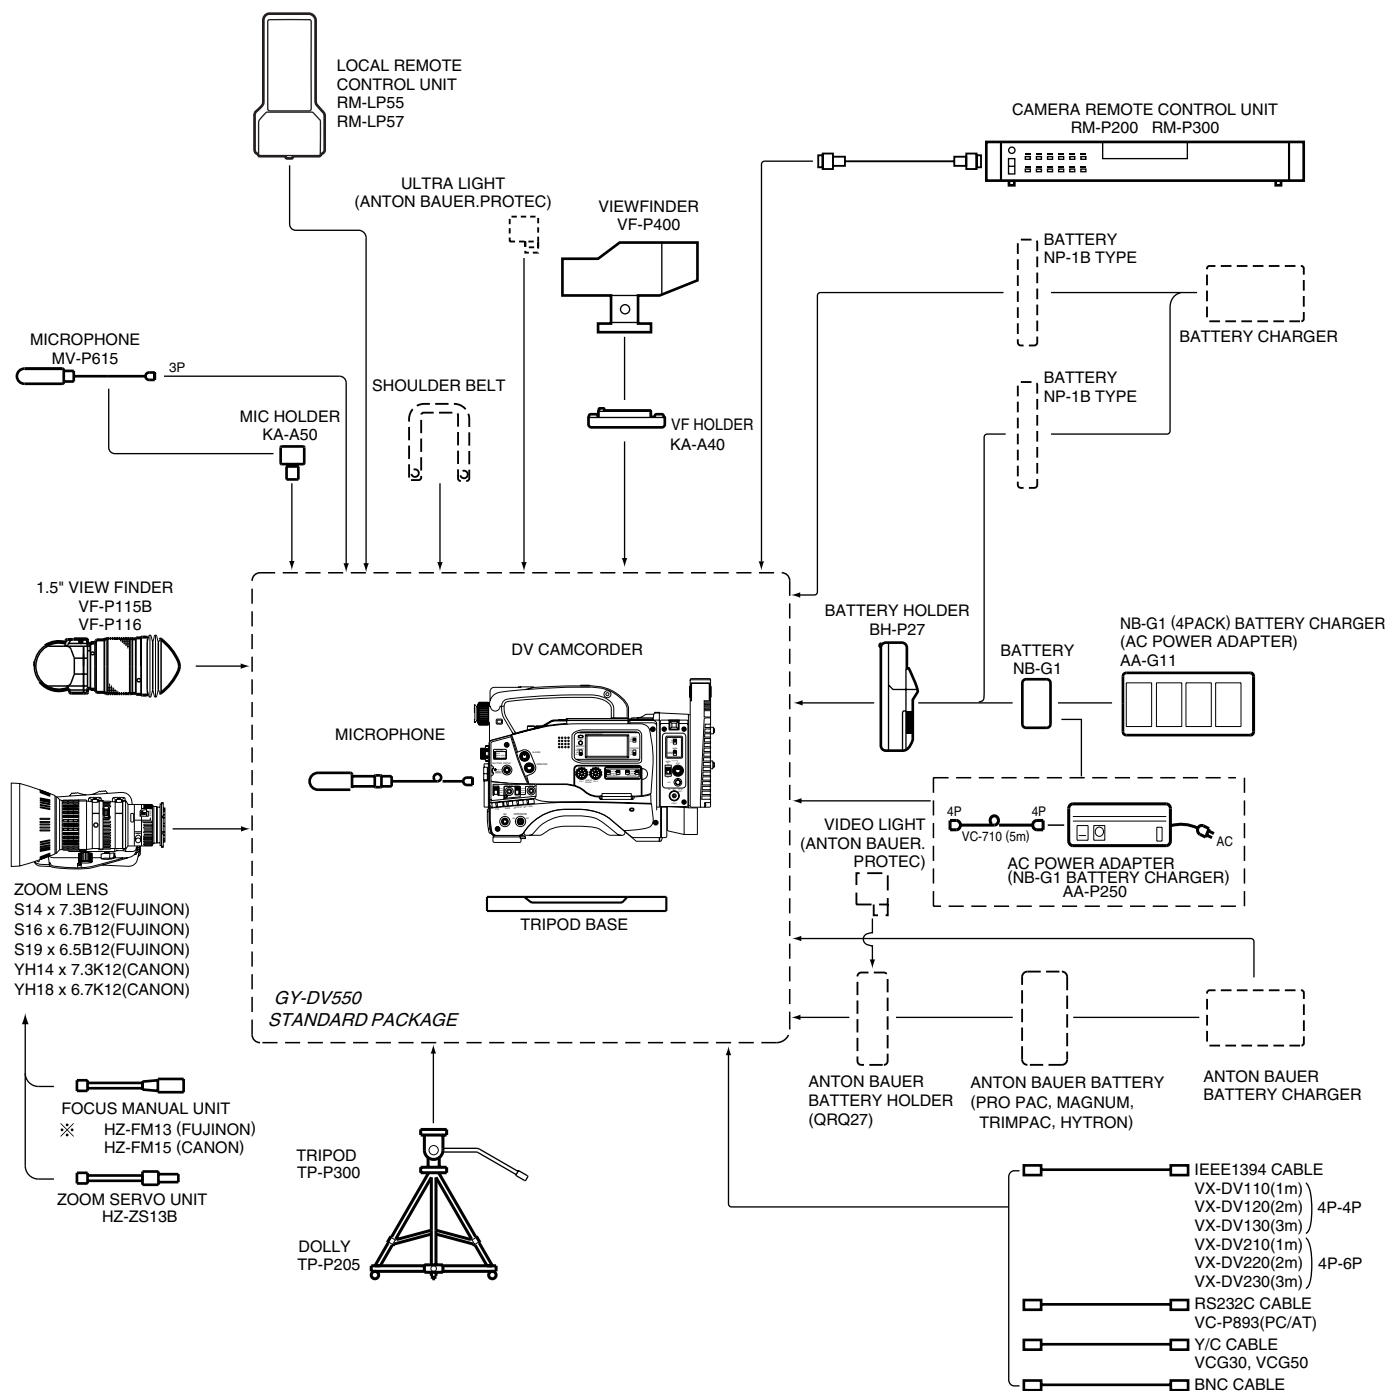 LOCAL REMOTE
CONTROL UNIT
RM-LP55
RM-LP57
CAMERA REMOTE CONTROL UNIT
RM-P200 RM-P300
ULTRA LIGHT
(ANTON BAUER.PROTEC)
VIEWFINDER
VF-P400
BATTERY
NP-1B TYPE
BATTERY CHARGER
MICROPHONE
MV-P615
3P
SHOULDER BELT
BATTERY
NP-1B TYPE
MIC HOLDER
KA-A50
VF HOLDER
KA-A40
1.5" VIEW FINDER
VF-P115B
VF-P116
DV CAMCORDER
MICROPHONE
TRIPOD BASE
GY-DV550
STANDARD PACKAGE
BATTERY HOLDER
BH-P27
BATTERY
NB-G1
NB-G1 (4PACK) BATTERY CHARGER
(AC POWER ADAPTER)
AA-G11
4P
4P
VC-710 (5m)
AC
AC POWER ADAPTER
(NB-G1 BATTERY CHARGER)
AA-P250
VIDEO LIGHT
(ANTON BAUER.
PROTEC)
ZOOM LENS
S14 x 7.3B12(FUJINON)
S16 x 6.7B12(FUJINON)
S19 x 6.5B12(FUJINON)
YH14 x 7.3K12(CANON)
YH18 x 6.7K12(CANON)
FOCUS MANUAL UNIT
※ HZ-FM13 (FUJINON)
HZ-FM15 (CANON)
ZOOM SERVO UNIT
HZ-ZS13B
TRIPOD
TP-P300
DOLLY
TP-P205
ANTON BAUER
BATTERY HOLDER
(QRQ27)
ANTON BAUER BATTERY
(PRO PAC, MAGNUM,
TRIMPAC, HYTRON)
ANTON BAUER
BATTERY CHARGER
IEEE1394 CABLE
VX-DV110(1m)
VX-DV120(2m) 4P-4P
VX-DV130(3m)
VX-DV210(1m)
VX-DV220(2m) 4P-6P
VX-DV230(3m)
RS232C CABLE
VC-P893(PC/AT)
Y/C CABLE
VCG30, VCG50
BNC CABLE